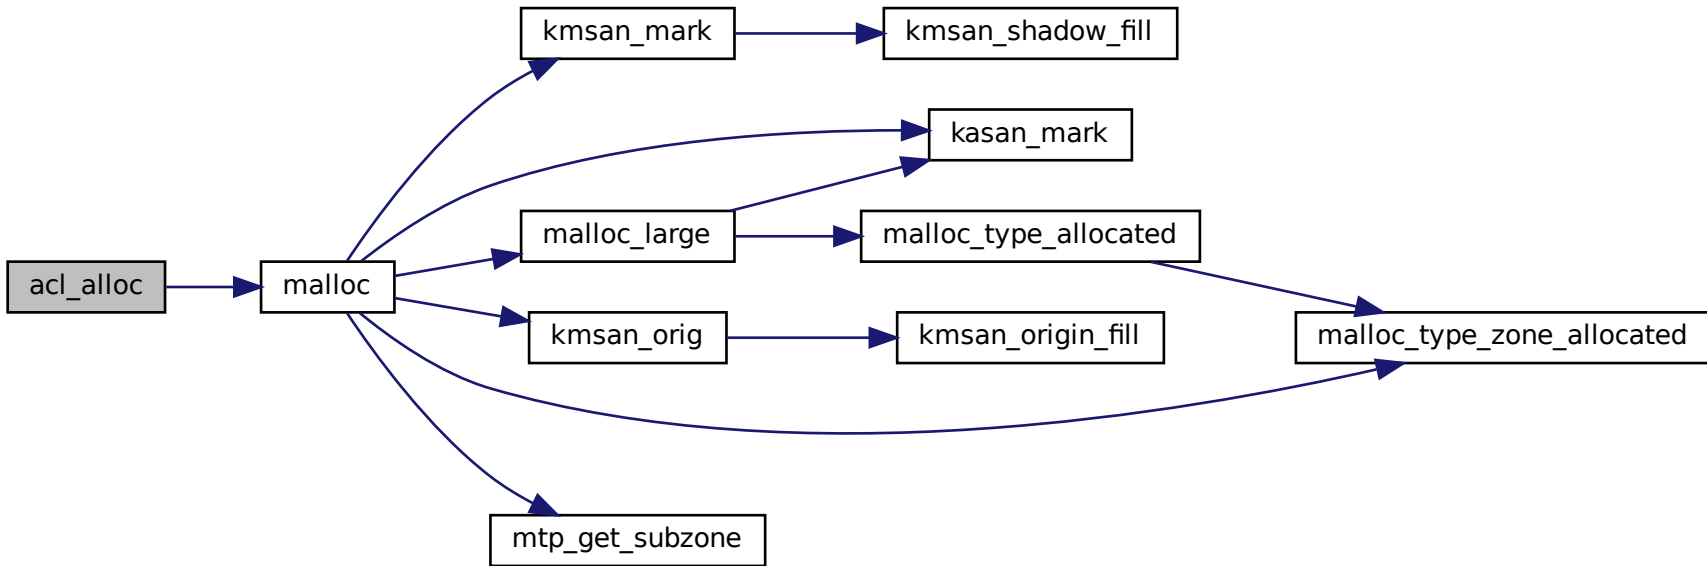 kmsan_mark
kmsan_shadow_fill
kasan_mark
malloc_large
malloc_type_allocated
acl_alloc
malloc
kmsan_orig
kmsan_origin_fill
malloc_type_zone_allocated
mtp_get_subzone